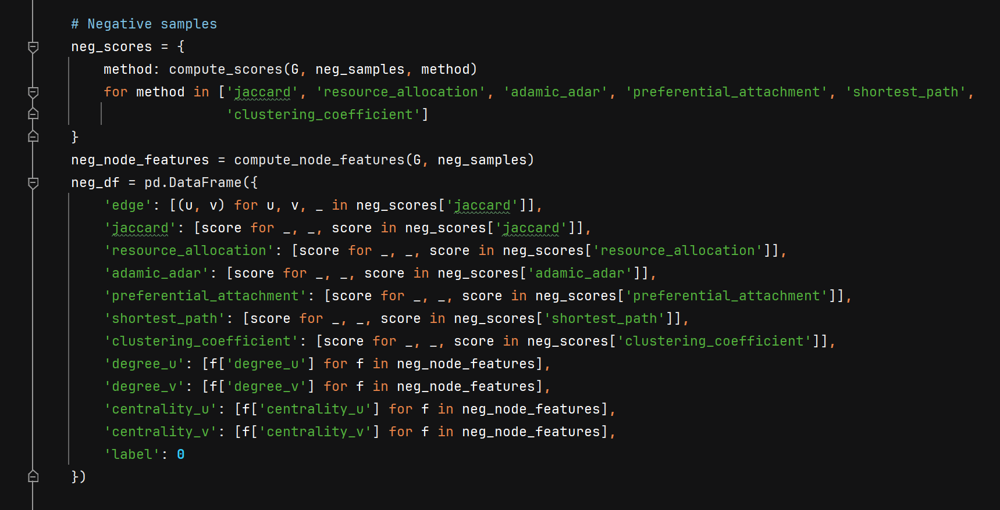 # Negative samples
neg_scores = {
method: compute_scores(G, neg_samples, method)
for method in ['jaccard', 'resource_allocation', 'adamic_adar', 'preferential_attachment', 'shortest_path',
'clustering_coefficient']
}
neg_node_features = compute_node_features(G, neg_samples)
neg_df = pd.DataFrame({
'edge': [(u, v) for u, v, _ in neg_scores['jaccard']],
'jaccard': [score for _, _, score in neg_scores['jaccard']],
'resource_allocation': [score for _, _, score in neg_scores['resource_allocation']],
'adamic_adar': [score for _, _, score in neg_scores['adamic_adar']],
'preferential_attachment': [score for _, _, score in neg_scores['preferential_attachment']],
'shortest_path': [score for _, _, score in neg_scores['shortest_path']],
'clustering_coefficient': [score for _, _, score in neg_scores['clustering_coefficient']],
'degree_u': [f['degree_u'] for f in neg_node_features],
'degree_v': [f['degree_v'] for f in neg_node_features],
'centrality_u': [f['centrality_u'] for f in neg_node_features],
'centrality_v': [f['centrality_v'] for f in neg_node_features],
'label': 0
})